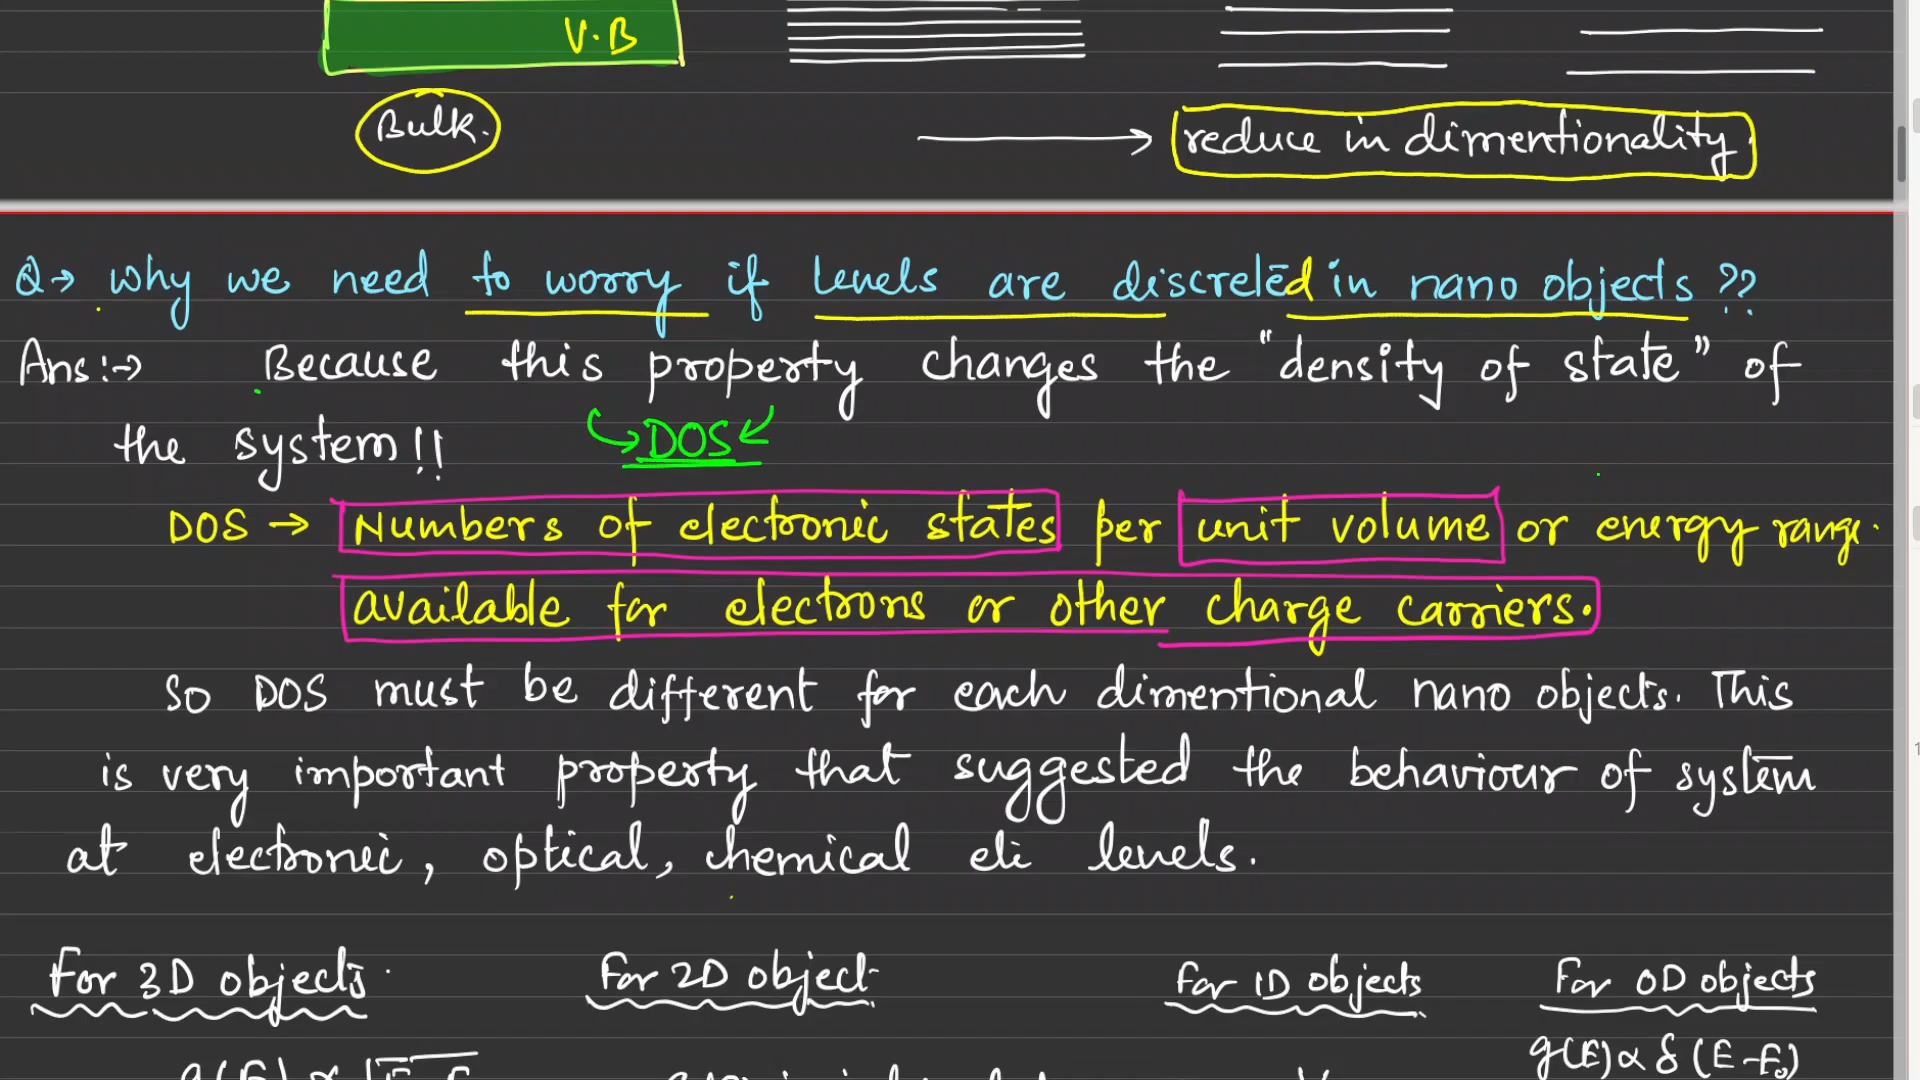 V.B
Bulk.
reduce in dimentionality.
Q→ why we need to worry if levels are discreted in nano objects ??
Ans:→ Because this property changes the "density of state" of
the system!! DOS
DOS → Numbers of electronic states per unit volume or energy range.
available for electrons or other charge carriers.
So DOS must be different for each dimentional nano objects. This
is very important property that suggested the behaviour of system
at electronic, optical, chemical etc levels.
For 3D objects. For 2D object For 1D objects For 0D objects
g(E) ∝ δ (E-E₀)